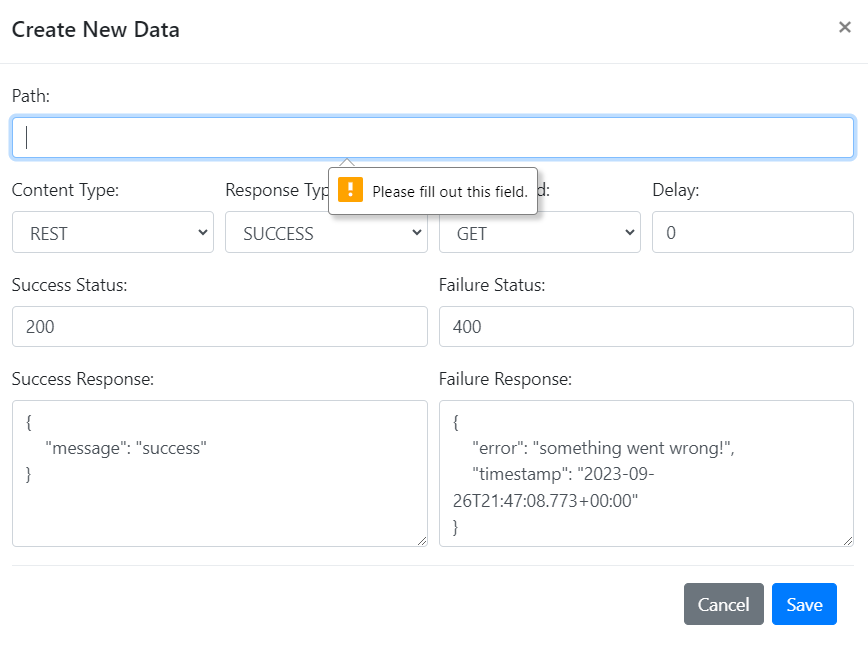 Create New Data
×
Path:
Please fill out this field.
Content Type:
Response Typ
d:
Delay:
REST
SUCCESS
GET
0
Success Status:
Failure Status:
200
400
Success Response:
Failure Response:
{
"message": "success"
}
{
"error": "something went wrong!",
"timestamp": "2023-09-
26T21:47:08.773+00:00"
}
Cancel
Save